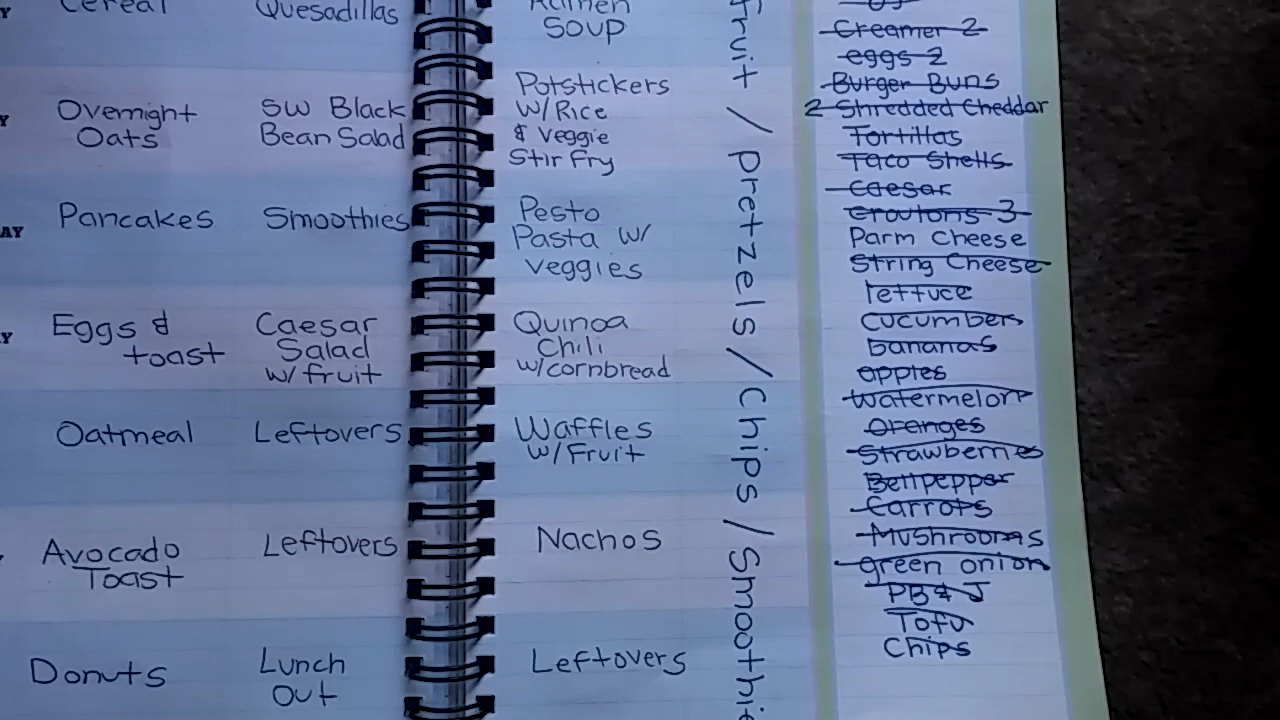 Cereal
Quesadillas
Ramen
Soup
Y
Overnight
Oats
SW Black
Bean Salad
Potstickers
W/Rice
& Veggie
Stir Fry
AY
Pancakes
Smoothies
Pesto
Pasta w/
veggies
Y
Eggs &
toast
Caesar
Salad
w/ fruit
Quinoa
Chili
w/cornbread
Oatmeal
Leftovers
Waffles
w/Fruit
Avocado
Toast
Leftovers
Nachos
Donuts
Lunch
Out
Leftovers
Fruit / Pretzels / Chips / Smoothie
Creamer 2
eggs 2
Burger Buns
2 Shredded Cheddar
Tortillas
Taco Shells
Caesar
Croutons 3
Parm Cheese
String Cheese
lettuce
Cucumbers
bananas
apples
Watermelon
Oranges
Strawberries
Bellpepper
Carrots
Mushrooms
green onion
PB & J
Tofu
Chips